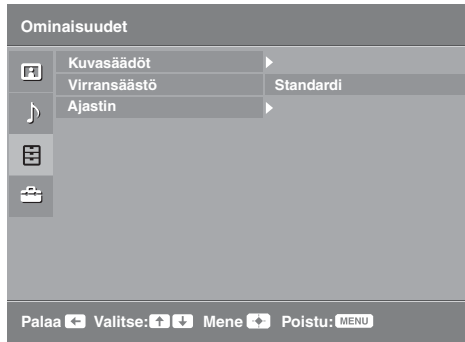 Ominaisuudet
Kuvasäädöt
Virransäästö Standardi
Ajastin
Palaa Valitse: Mene Poistu: MENU